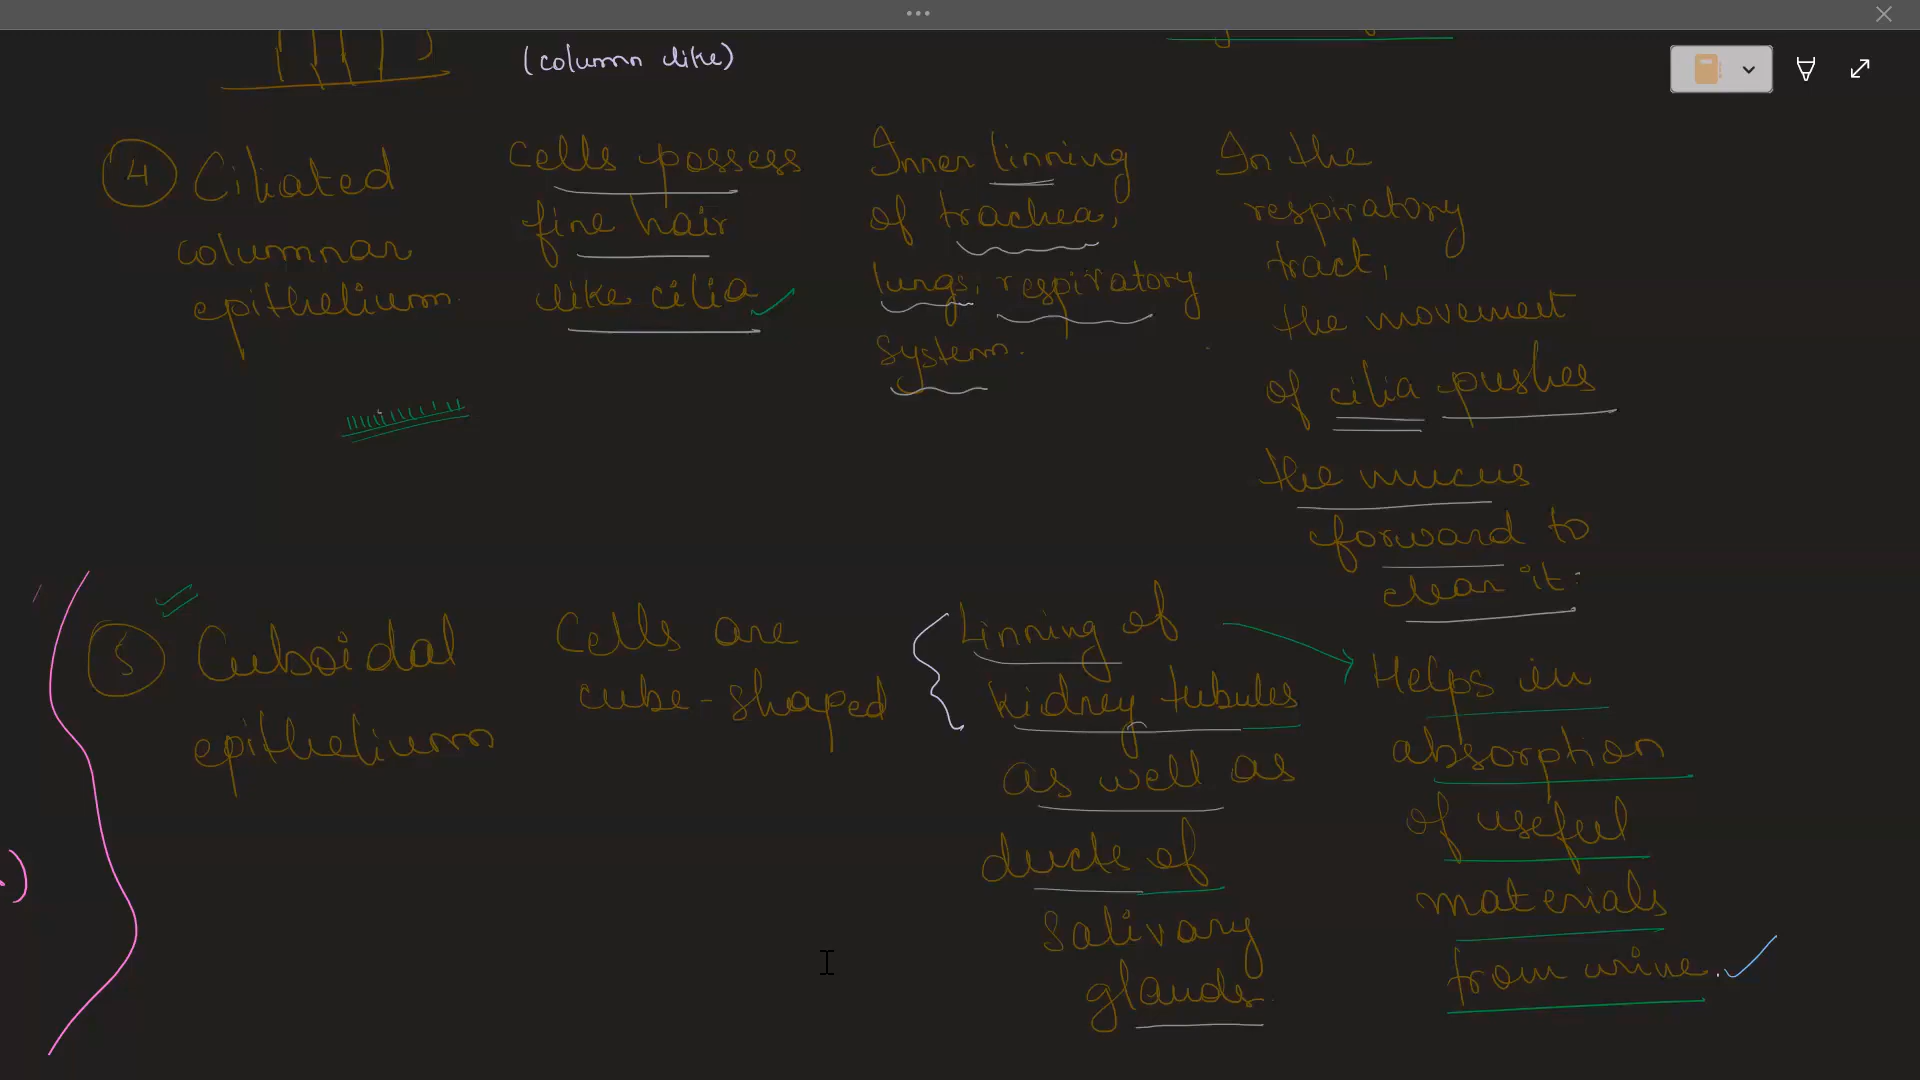 (column like)
④ Ciliated
columnar
epithelium.
cells possess
fine hair
like cilia
Inner linning
of trachea,
lungs, respiratory
system.
In the
respiratory
tract,
the movement
of cilia pushes
the mucus
forward to
clear it.
⑤ Cuboidal
epithelium
Cells are
cube-shaped
Linning of
kidney tubules
as well as
ducts of
Salivary
glands.
Helps in
absorption
of useful
materials
from urine.